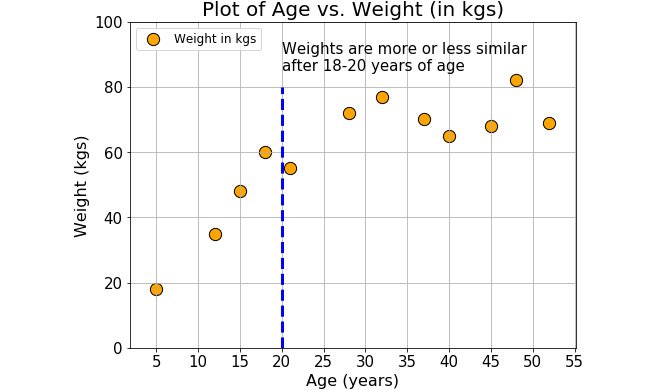 Plot of Age vs. Weight (in kgs)
Weight in kgs
Weights are more or less similar
after 18-20 years of age
Weight (kgs)
100
80
60
40
20
0
5 10 15 20 25 30 35 40 45 50 55
Age (years)